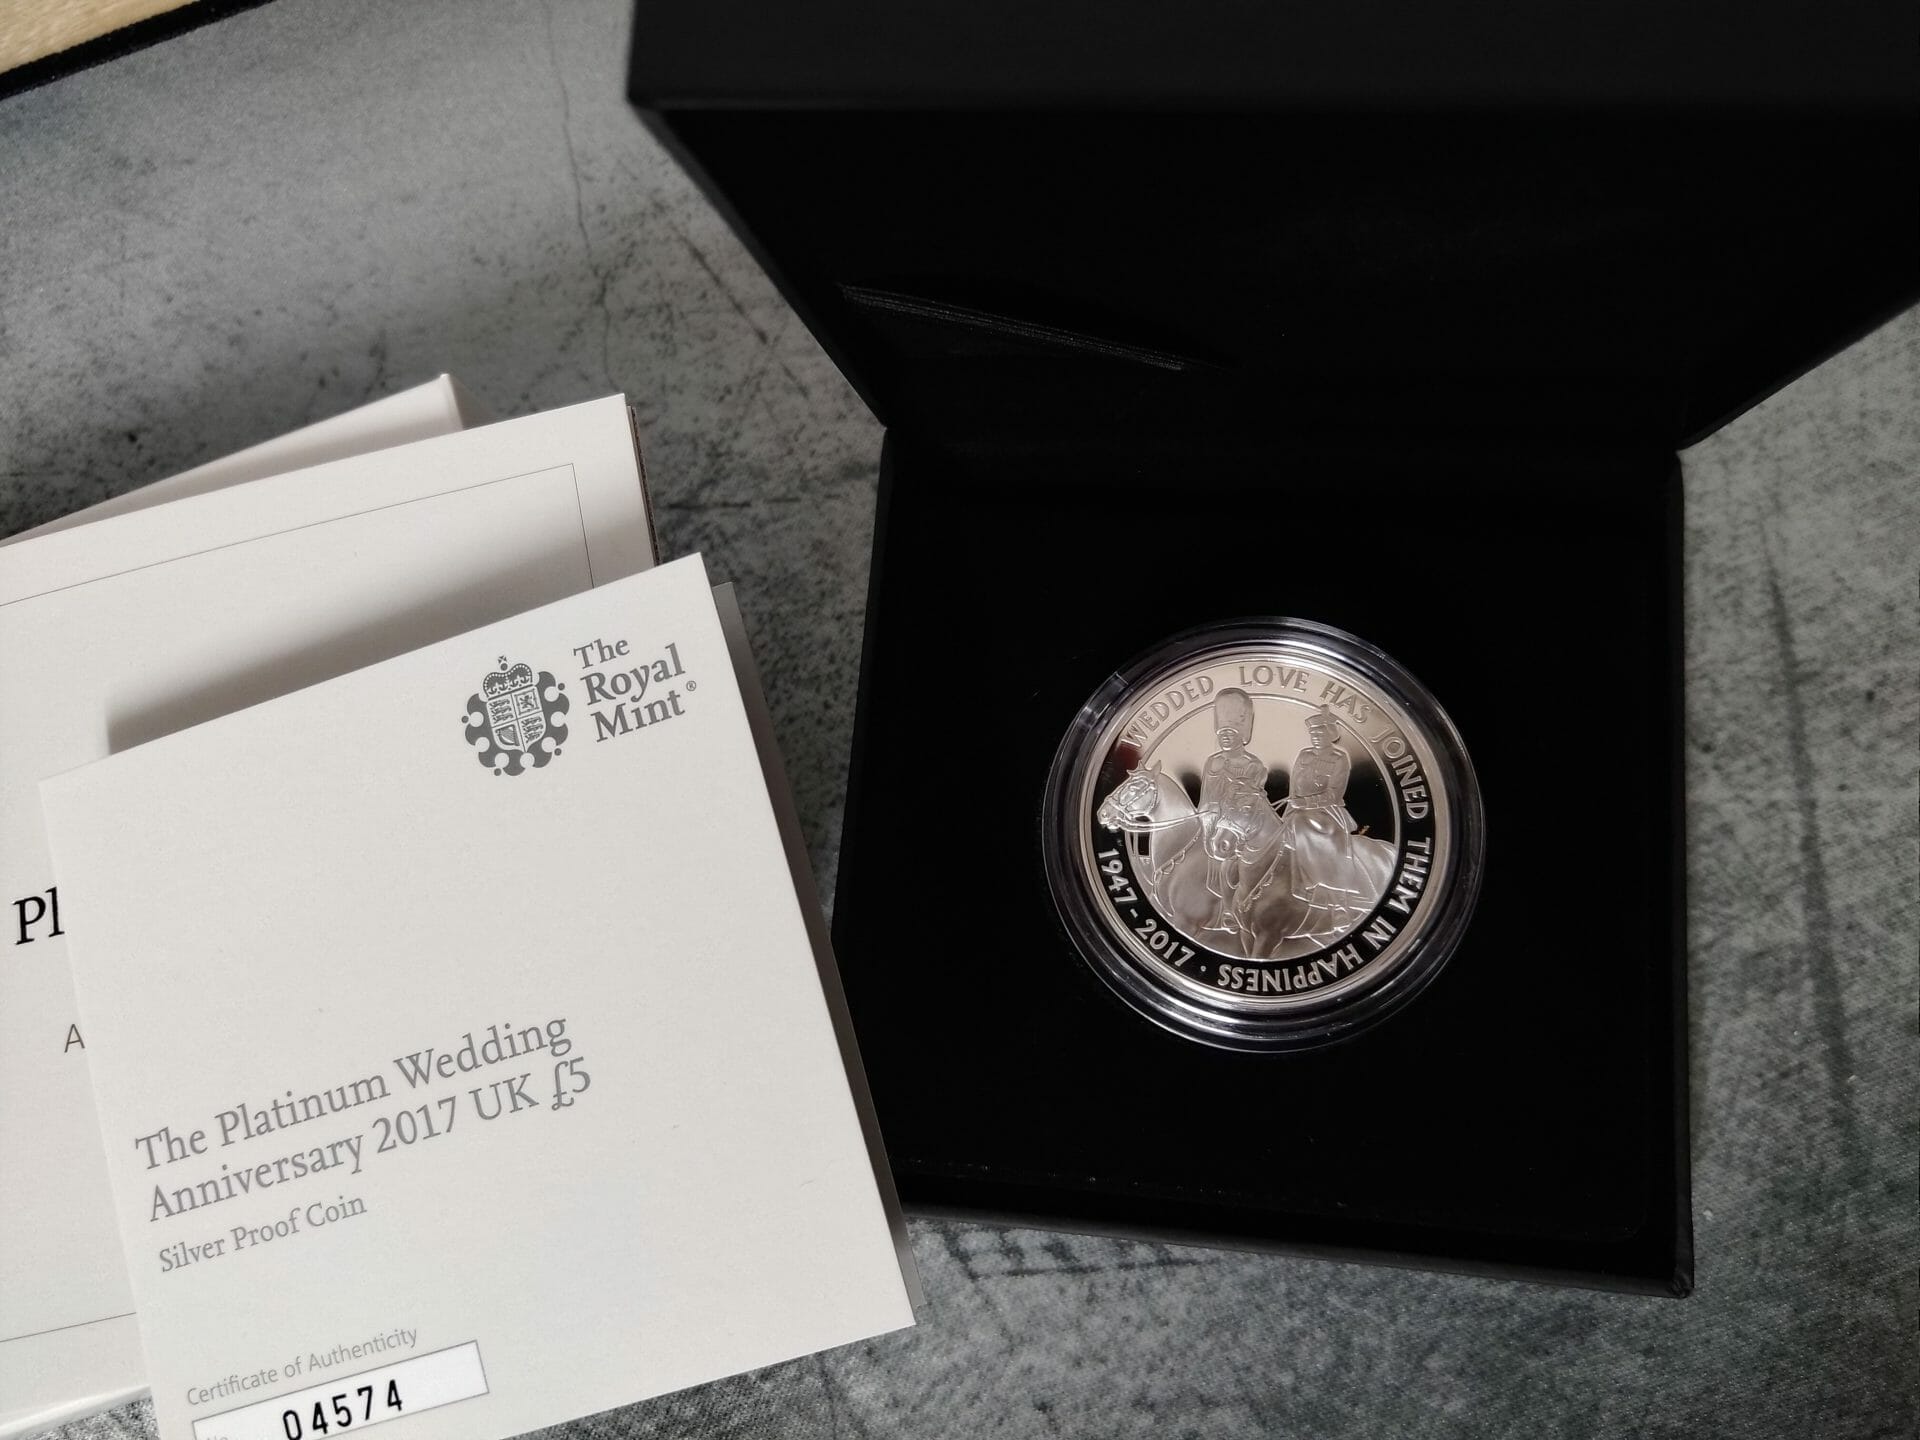 The
Royal
Mint®
Pl
A
The Platinum Wedding
Anniversary 2017 UK £5
Silver Proof Coin
Certificate of Authenticity
No
04574
WEDDED LOVE HAS JOINED THEM IN HAPPINESS · 1947-2017